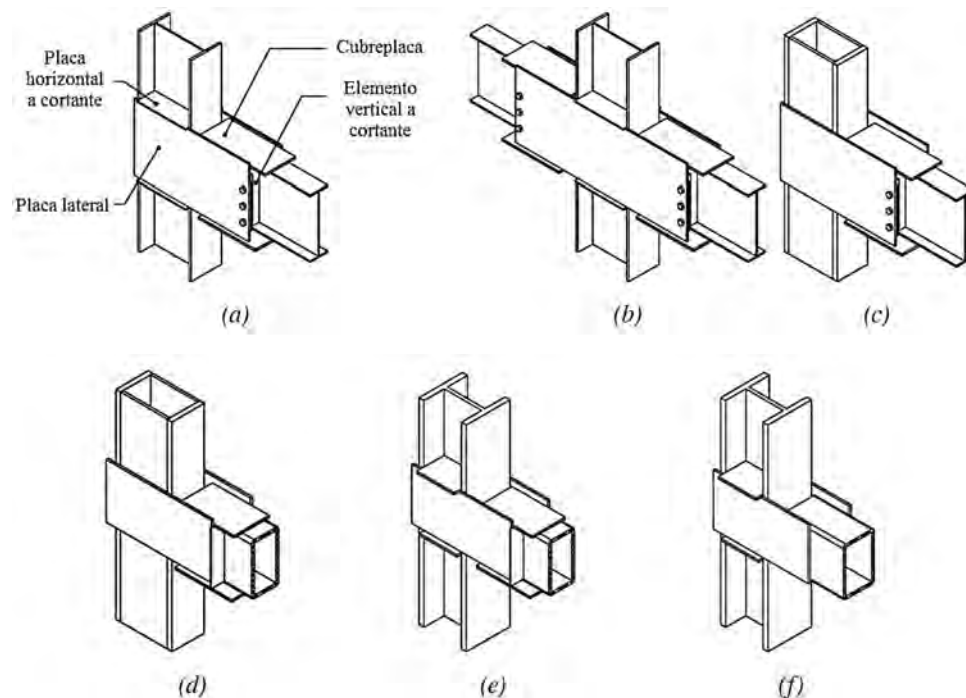 Placa
horizontal
a cortante
Cubreplaca
Elemento
vertical a
cortante
Placa lateral
(a)
(b)
(c)
(d)
(e)
(f)